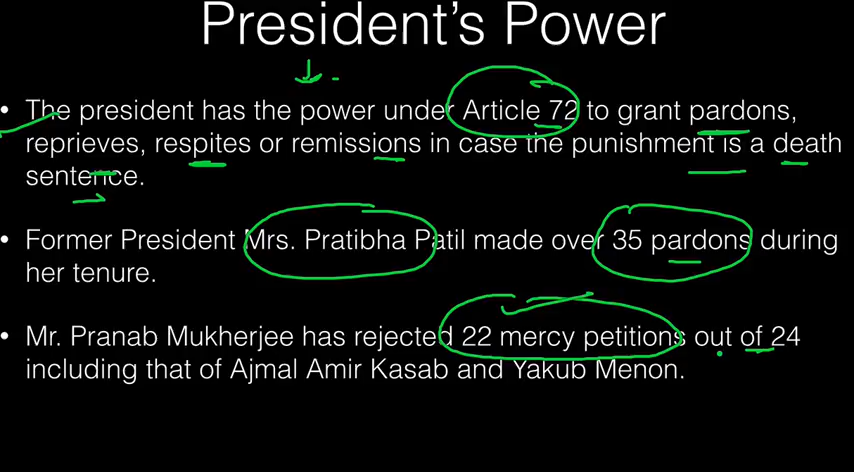 President's Power
• The president has the power under Article 72 to grant pardons,
reprieves, respites or remissions in case the punishment is a death
sentence.
• Former President Mrs. Pratibha Patil made over 35 pardons during
her tenure.
• Mr. Pranab Mukherjee has rejected 22 mercy petitions out of 24
including that of Ajmal Amir Kasab and Yakub Menon.